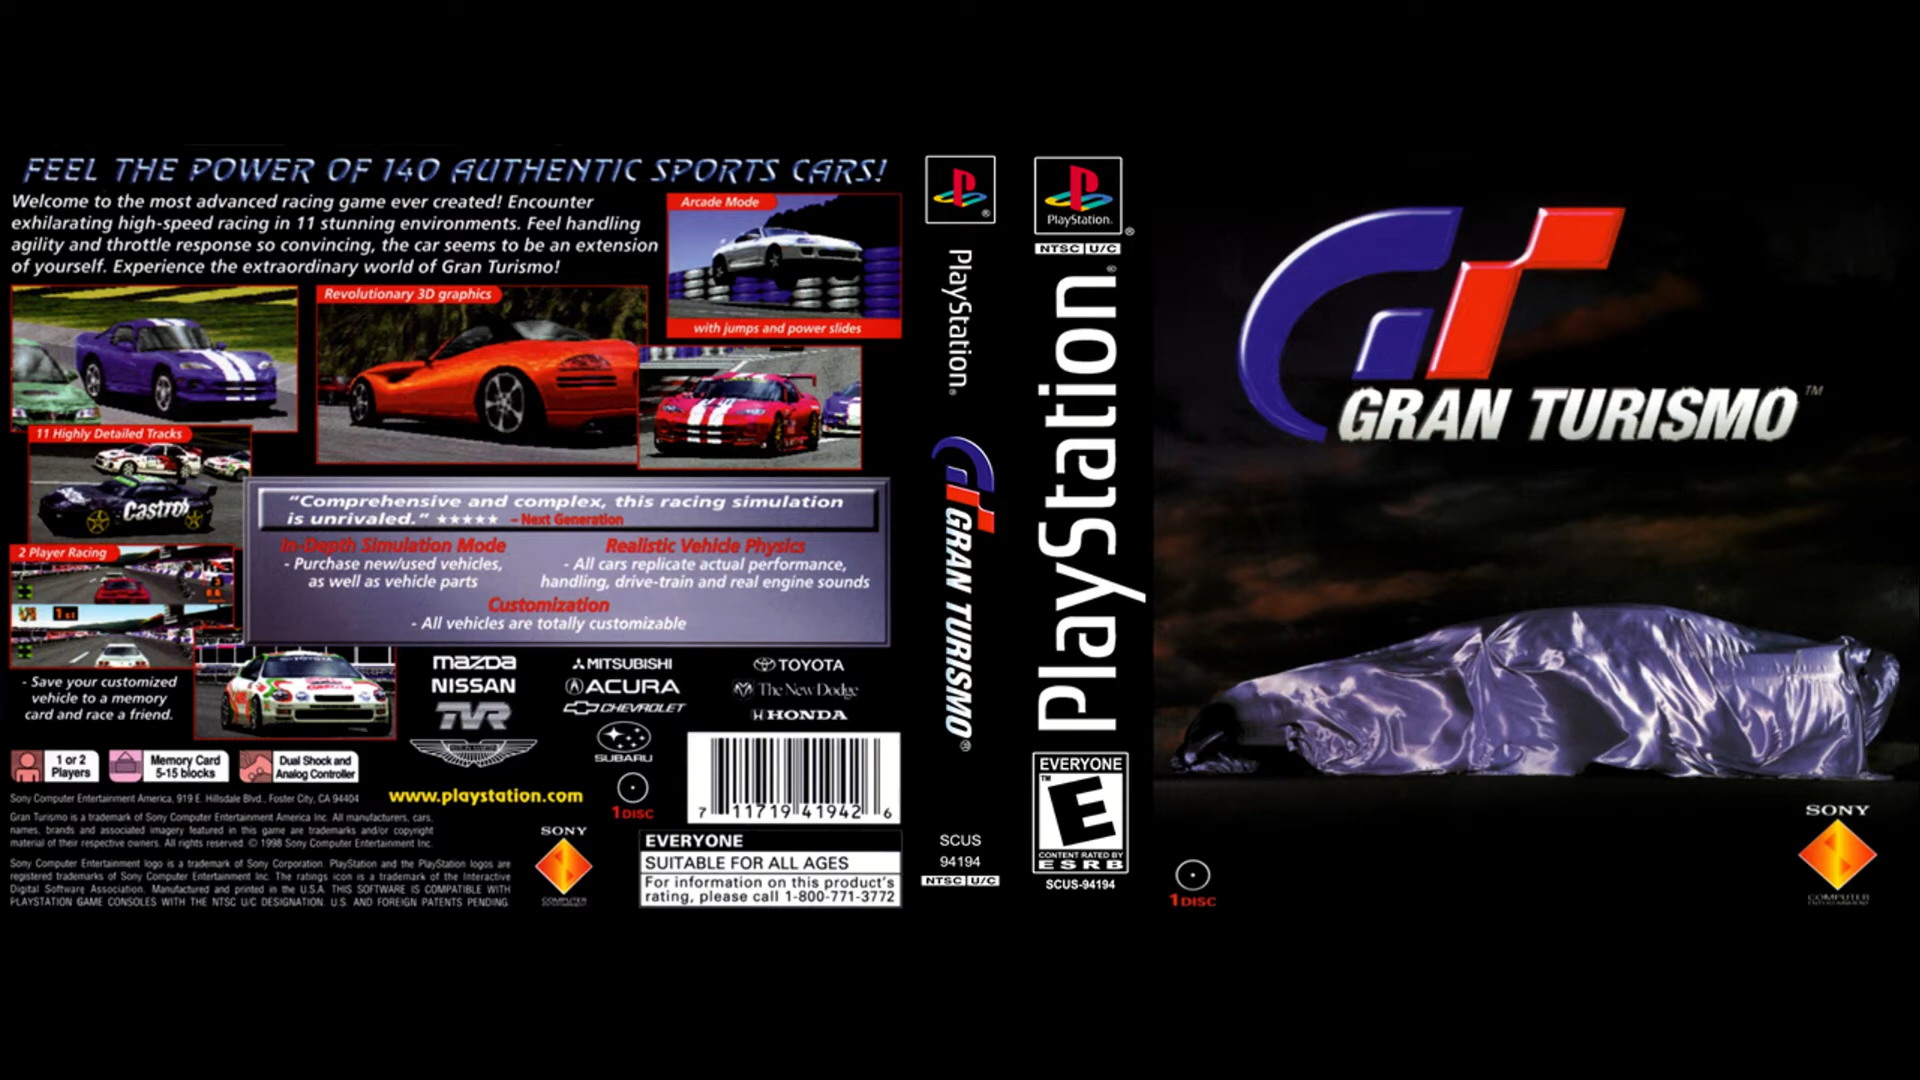 FEEL THE POWER OF 140 AUTHENTIC SPORTS CARS!
Welcome to the most advanced racing game ever created! Encounter
exhilarating high-speed racing in 11 stunning environments. Feel handling
agility and throttle response so convincing, the car seems to be an extension
of yourself. Experience the extraordinary world of Gran Turismo!
Arcade Mode
with jumps and power slides
Revolutionary 3D graphics
11 Highly Detailed Tracks
Castrol
2 Player Racing
1st
- Save your customized
vehicle to a memory
card and race a friend.
"Comprehensive and complex, this racing simulation
is unrivaled." ★★★★★ – Next Generation
In-Depth Simulation Mode
- Purchase new/used vehicles,
as well as vehicle parts
Realistic Vehicle Physics
- All cars replicate actual performance,
handling, drive-train and real engine sounds
Customization
- All vehicles are totally customizable
mazda
MITSUBISHI
TOYOTA
NISSAN
ACURA
The New Dodge
TVR
CHEVROLET
HONDA
ASTON MARTIN
SUBARU
1 or 2
Players
Memory Card
5-15 blocks
Dual Shock and
Analog Controller
Sony Computer Entertainment America, 919 E. Hillsdale Blvd., Foster City, CA 94404
www.playstation.com
1 DISC
7 11719 41942 6
Gran Turismo is a trademark of Sony Computer Entertainment America Inc. All manufacturers, cars,
names, brands and associated imagery featured in this game are trademarks and/or copyright
material of their respective owners. All rights reserved. © 1998 Sony Computer Entertainment Inc.
Sony Computer Entertainment logo is a trademark of Sony Corporation. PlayStation and the PlayStation logos are
registered trademarks of Sony Computer Entertainment Inc. The ratings icon is a trademark of the Interactive
Digital Software Association. Manufactured and printed in the U.S.A. THIS SOFTWARE IS COMPATIBLE WITH
PLAYSTATION GAME CONSOLES WITH THE NTSC U/C DESIGNATION. U.S. AND FOREIGN PATENTS PENDING.
SONY
COMPUTER
ENTERTAINMENT
EVERYONE
SUITABLE FOR ALL AGES
For information on this product's
rating, please call 1-800-771-3772
®
PlayStation®
GRAN TURISMO®
SCUS
94194
NTSC U/C
PlayStation®
NTSC U/C
PlayStation®
EVERYONE
E™
CONTENT RATED BY
ESRB
SCUS-94194
GT
GRAN TURISMO™
1 DISC
SONY
COMPUTER
ENTERTAINMENT